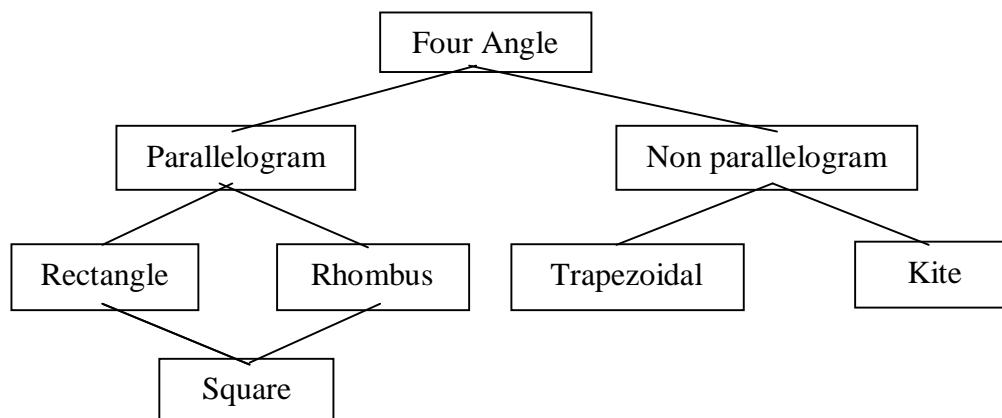 Four Angle
Parallelogram
Non parallelogram
Rectangle
Rhombus
Trapezoidal
Kite
Square